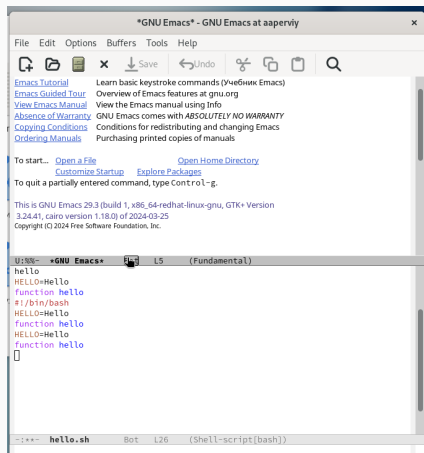 *GNU Emacs* - GNU Emacs at aaperviy ×
File Edit Options Buffers Tools Help
Save Undo
Emacs Tutorial Learn basic keystroke commands (Учебник Emacs)
Emacs Guided Tour Overview of Emacs features at gnu.org
View Emacs Manual View the Emacs manual using Info
Absence of Warranty GNU Emacs comes with ABSOLUTELY NO WARRANTY
Copying Conditions Conditions for redistributing and changing Emacs
Ordering Manuals Purchasing printed copies of manuals
To start... Open a File Open Home Directory
Customize Startup Explore Packages
To quit a partially entered command, type Control-g.
This is GNU Emacs 29.3 (build 1, x86_64-redhat-linux-gnu, GTK+ Version
3.24.41, cairo version 1.18.0) of 2024-03-25
Copyright (C) 2024 Free Software Foundation, Inc.
U:%%- *GNU Emacs* L5 (Fundamental)
hello
HELLO=Hello
function hello
#!/bin/bash
HELLO=Hello
function hello
HELLO=Hello
function hello
-:**- hello.sh Bot L26 (Shell-script[bash])